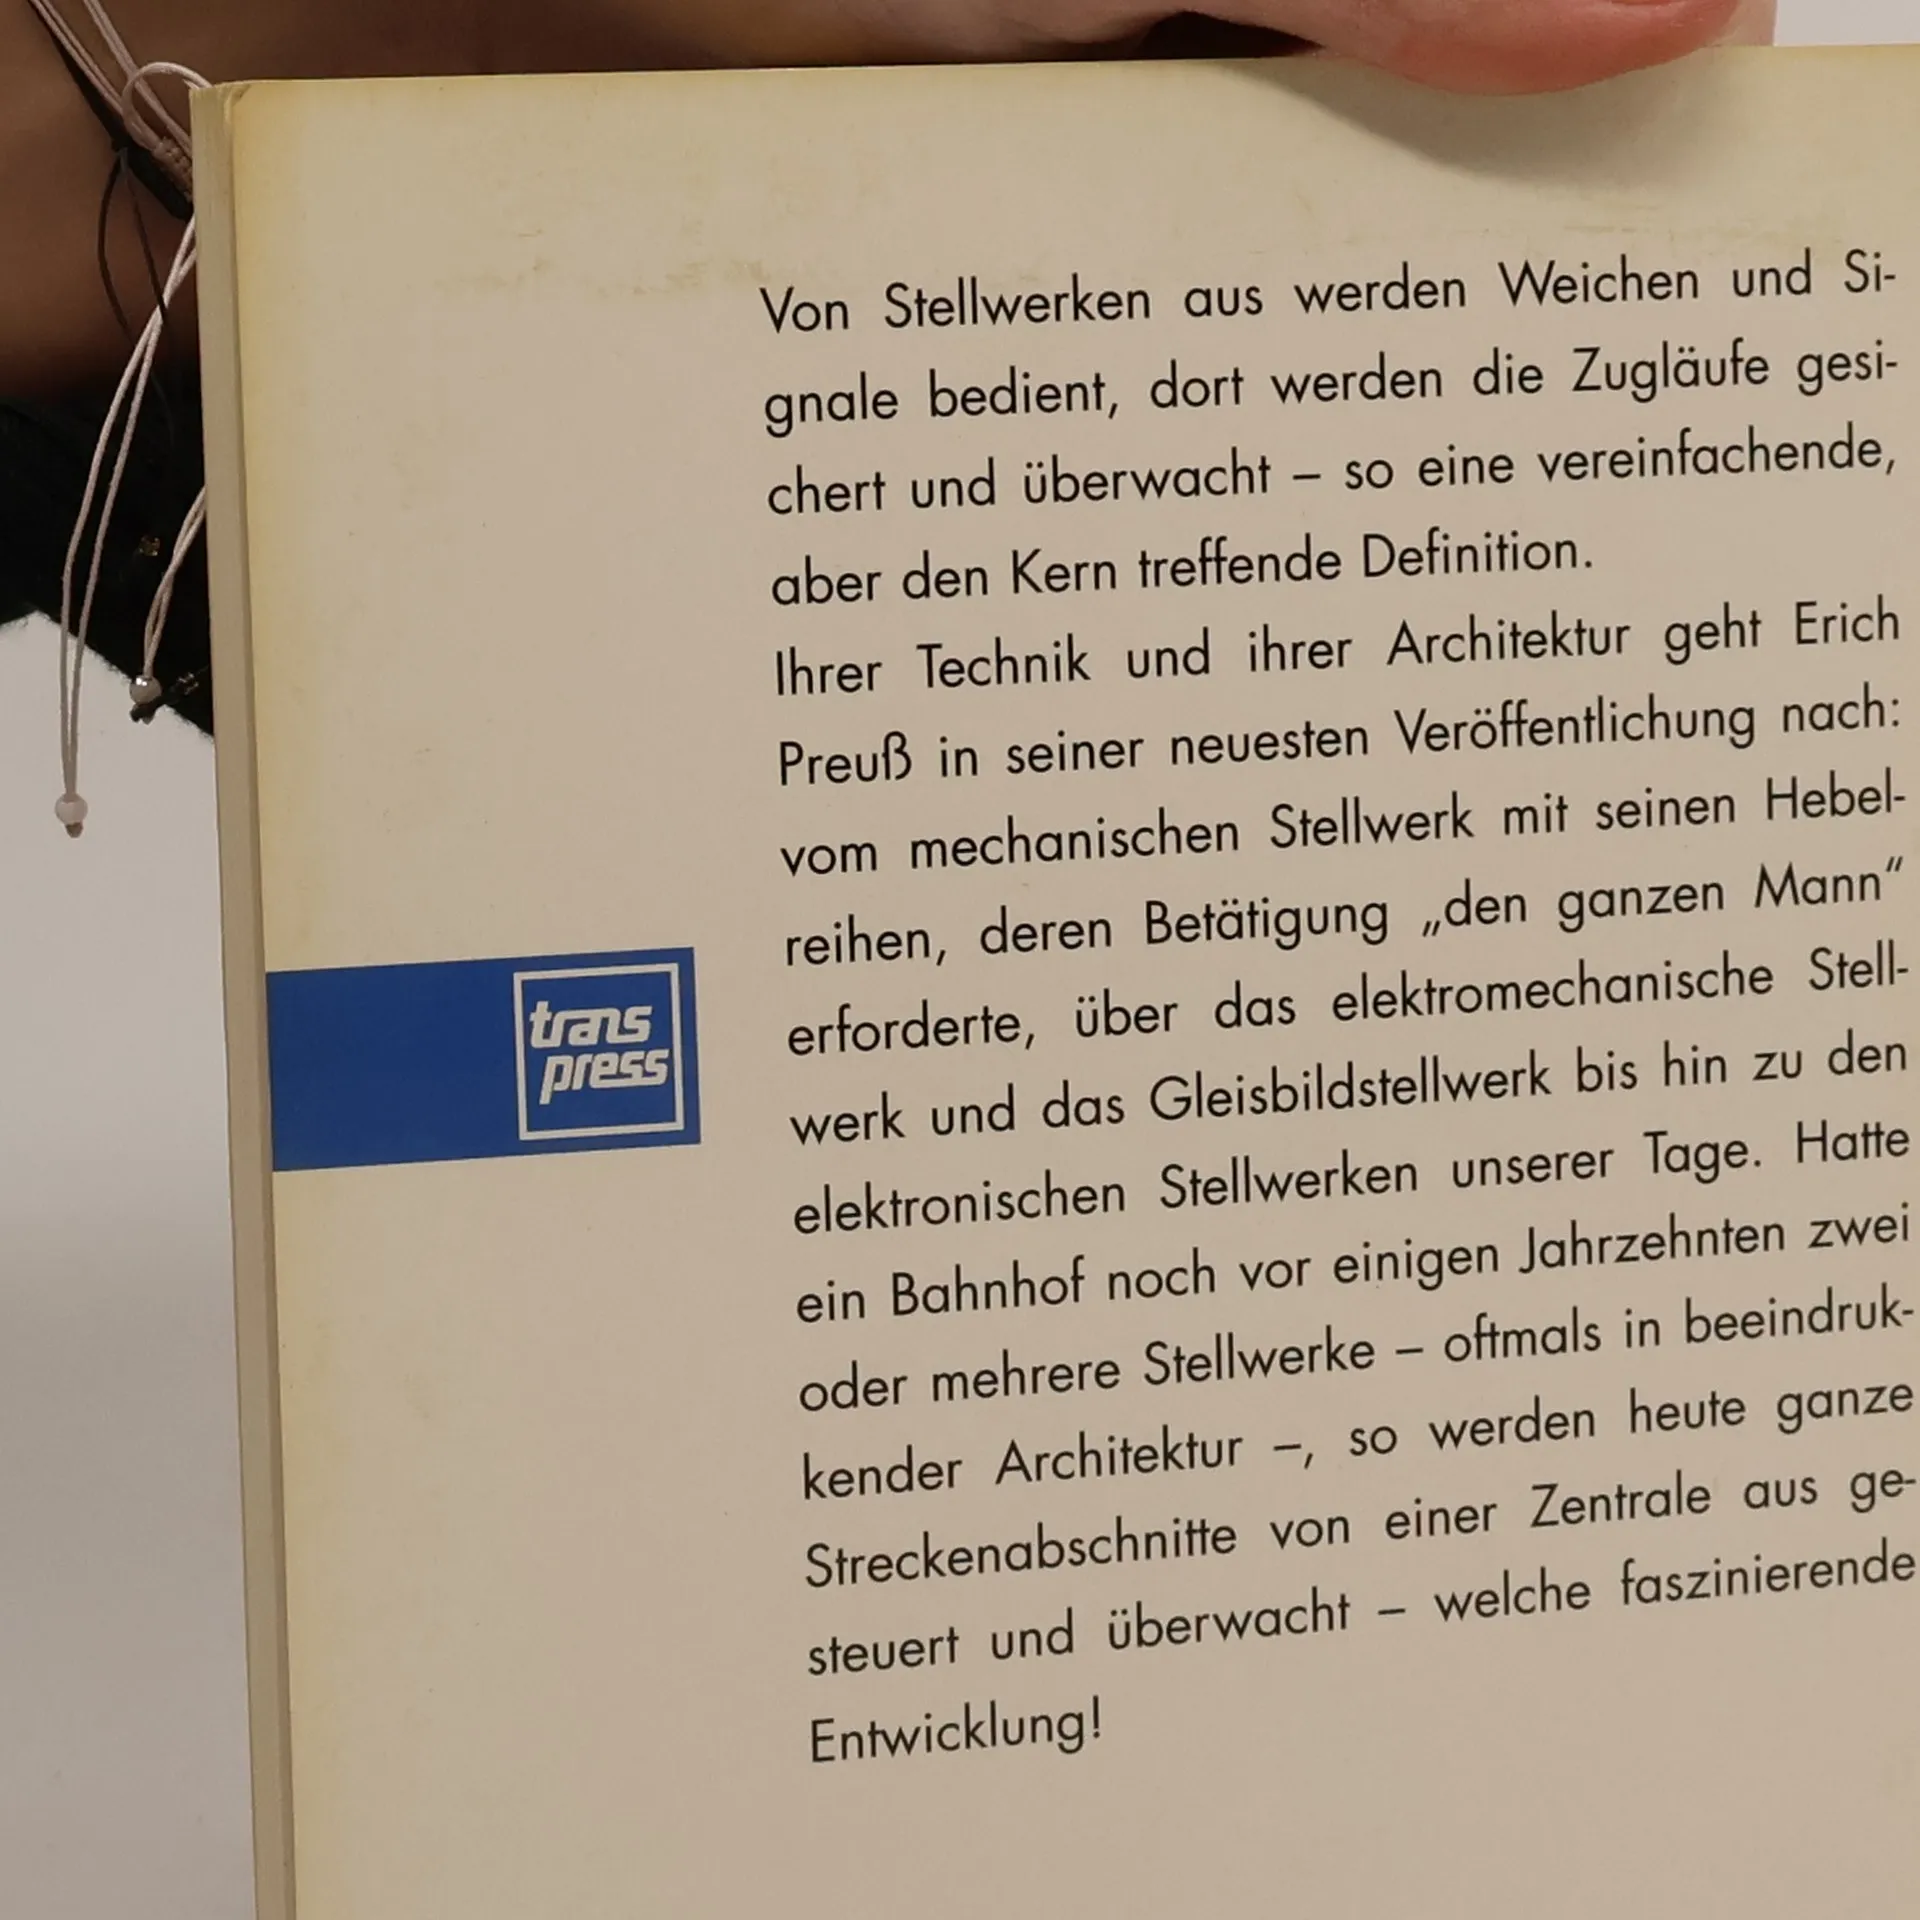 Von Stellwerken aus werden Weichen und Si-
gnale bedient, dort werden die Zugläufe gesi-
chert und überwacht – so eine vereinfachende,
aber den Kern treffende Definition.
Ihrer Technik und ihrer Architektur geht Erich
Preuß in seiner neuesten Veröffentlichung nach:
vom mechanischen Stellwerk mit seinen Hebel-
reihen, deren Betätigung „den ganzen Mann“
erforderte, über das elektromechanische Stell-
werk und das Gleisbildstellwerk bis hin zu den
elektronischen Stellwerken unserer Tage. Hatte
ein Bahnhof noch vor einigen Jahrzehnten zwei
oder mehrere Stellwerke – oftmals in beeindruk-
kender Architektur –, so werden heute ganze
Streckenabschnitte von einer Zentrale aus ge-
steuert und überwacht – welche faszinierende
Entwicklung!
trans
press